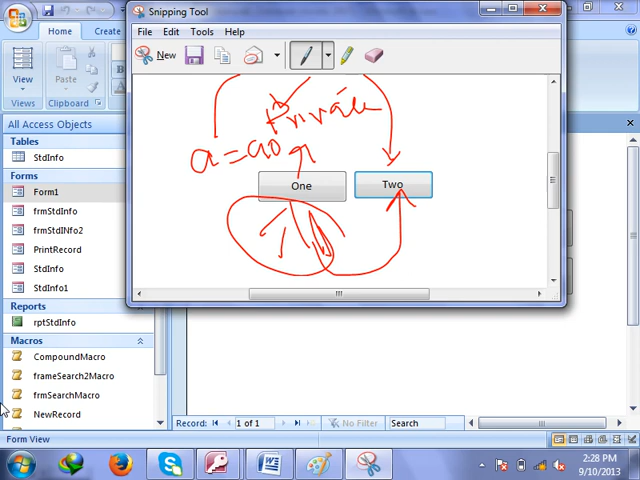 Snipping Tool
File Edit Tools Help
New
Private
a=
One
Two
Home Create
View
Views
Paste
Clipboard
All Access Objects
Tables
StdInfo
Forms
Form1
frmStdInfo
frmStdINfo2
PrintRecord
StdInfo
StdInfo1
Reports
rptStdInfo
Macros
CompoundMacro
frameSearch2Macro
frmSearchMacro
NewRecord
Record: 1 of 1 No Filter Search
Form View
2:28 PM
9/10/2013